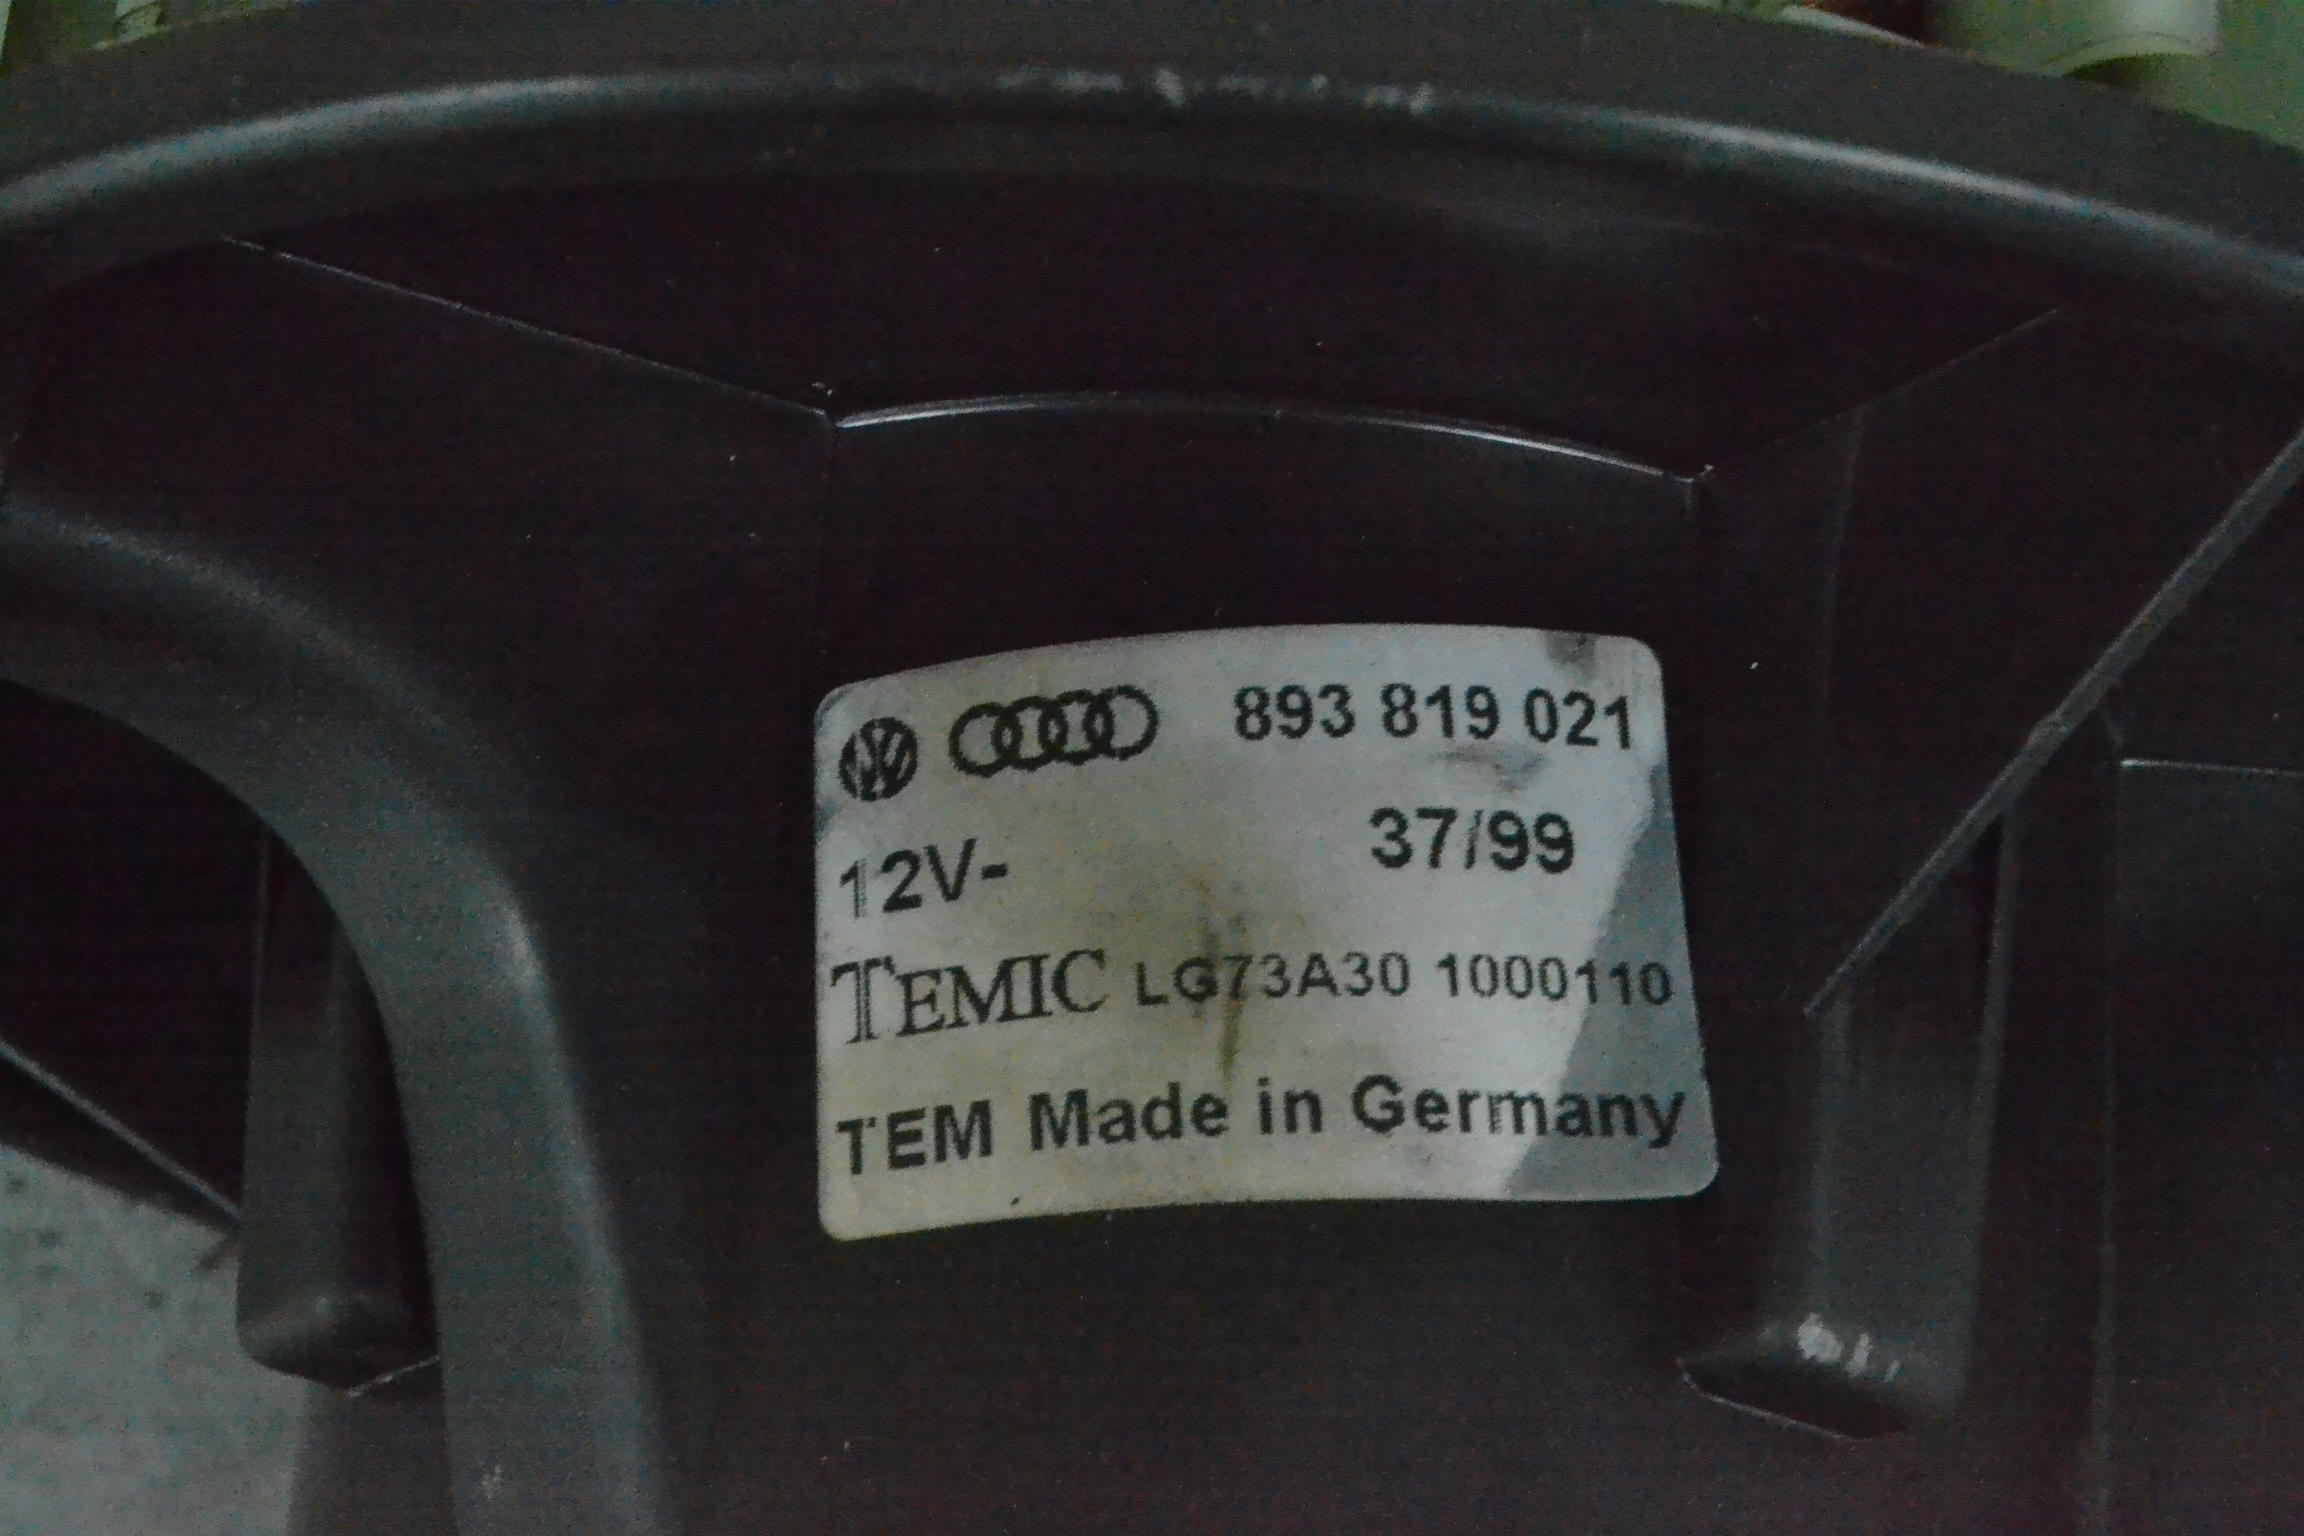 893 819 021
12V- 37/99
TEMIC LG73A30 1000110
TEM Made in Germany